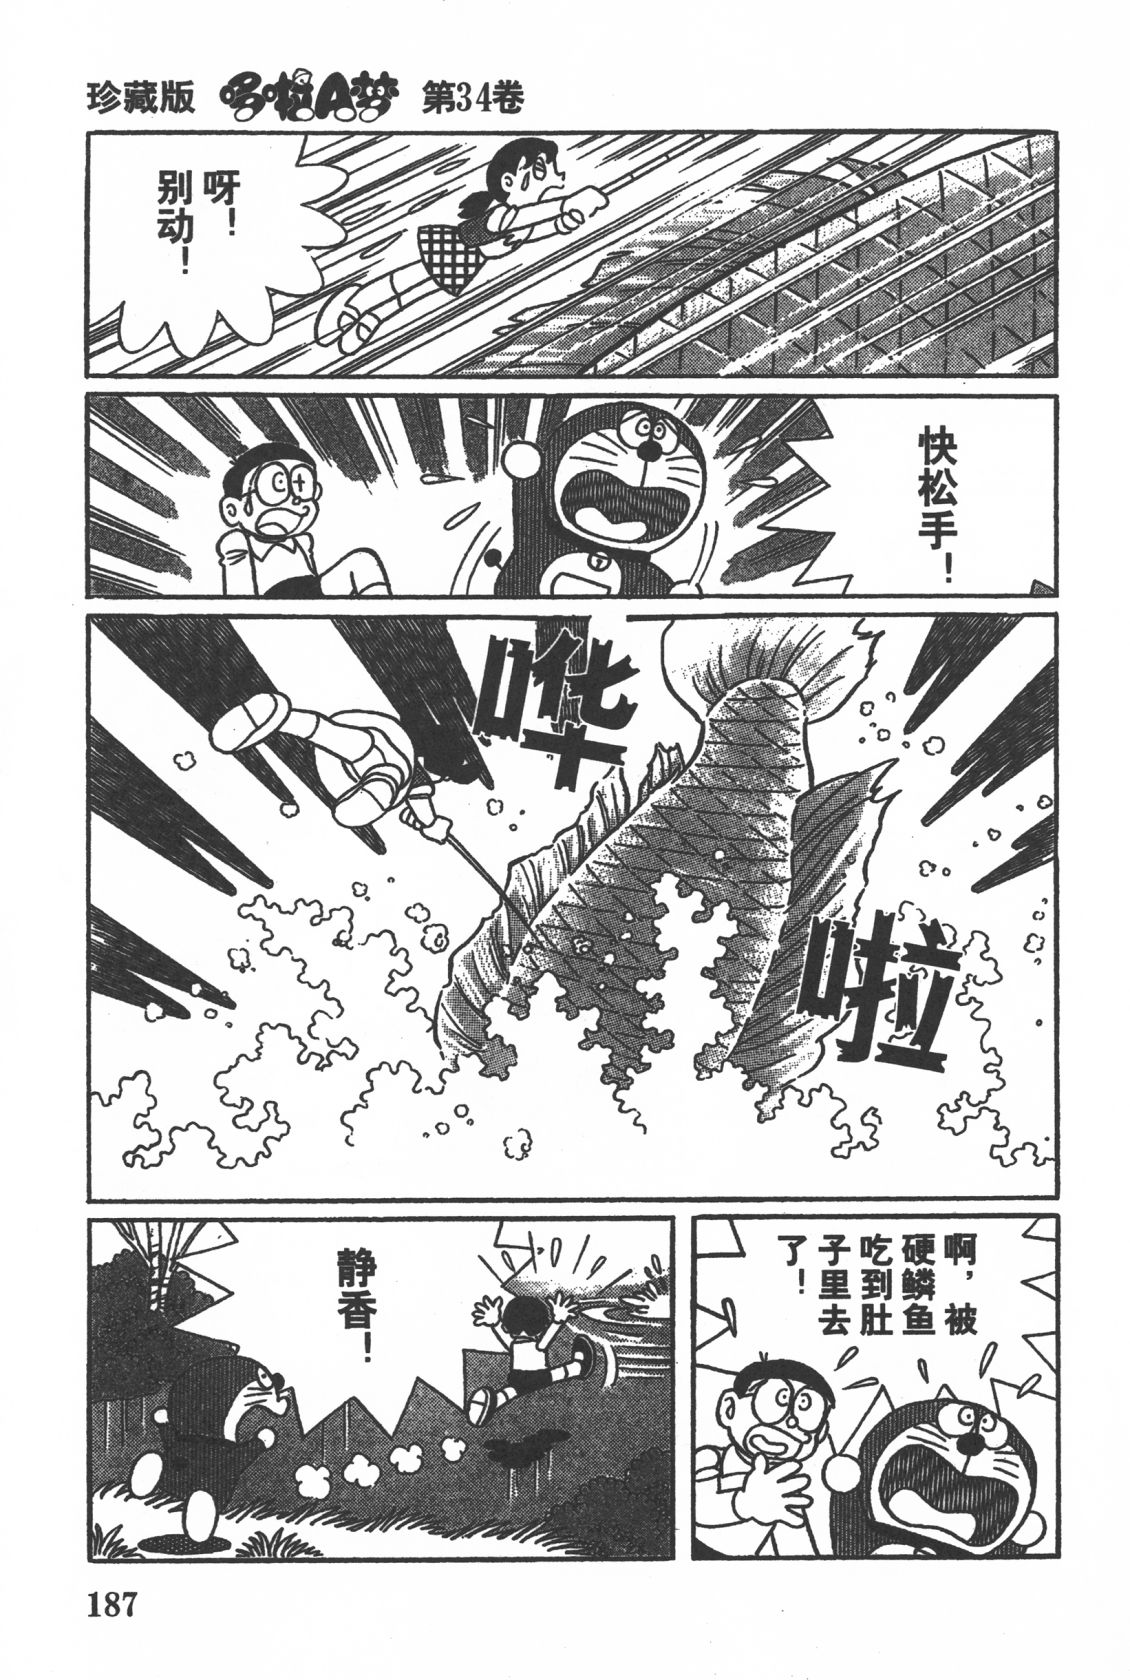 珍藏版 哆啦A梦 第34卷
呀！
别动！
快松手！
哗
啦
啊，被
硬鳞鱼
吃到肚
子里去
了！
静香！
187